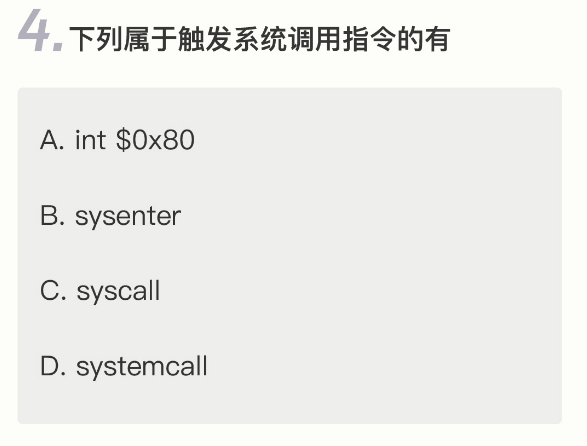 4.下列属于触发系统调用指令的有
A. int $0x80
B. sysenter
C. syscall
D. systemcall